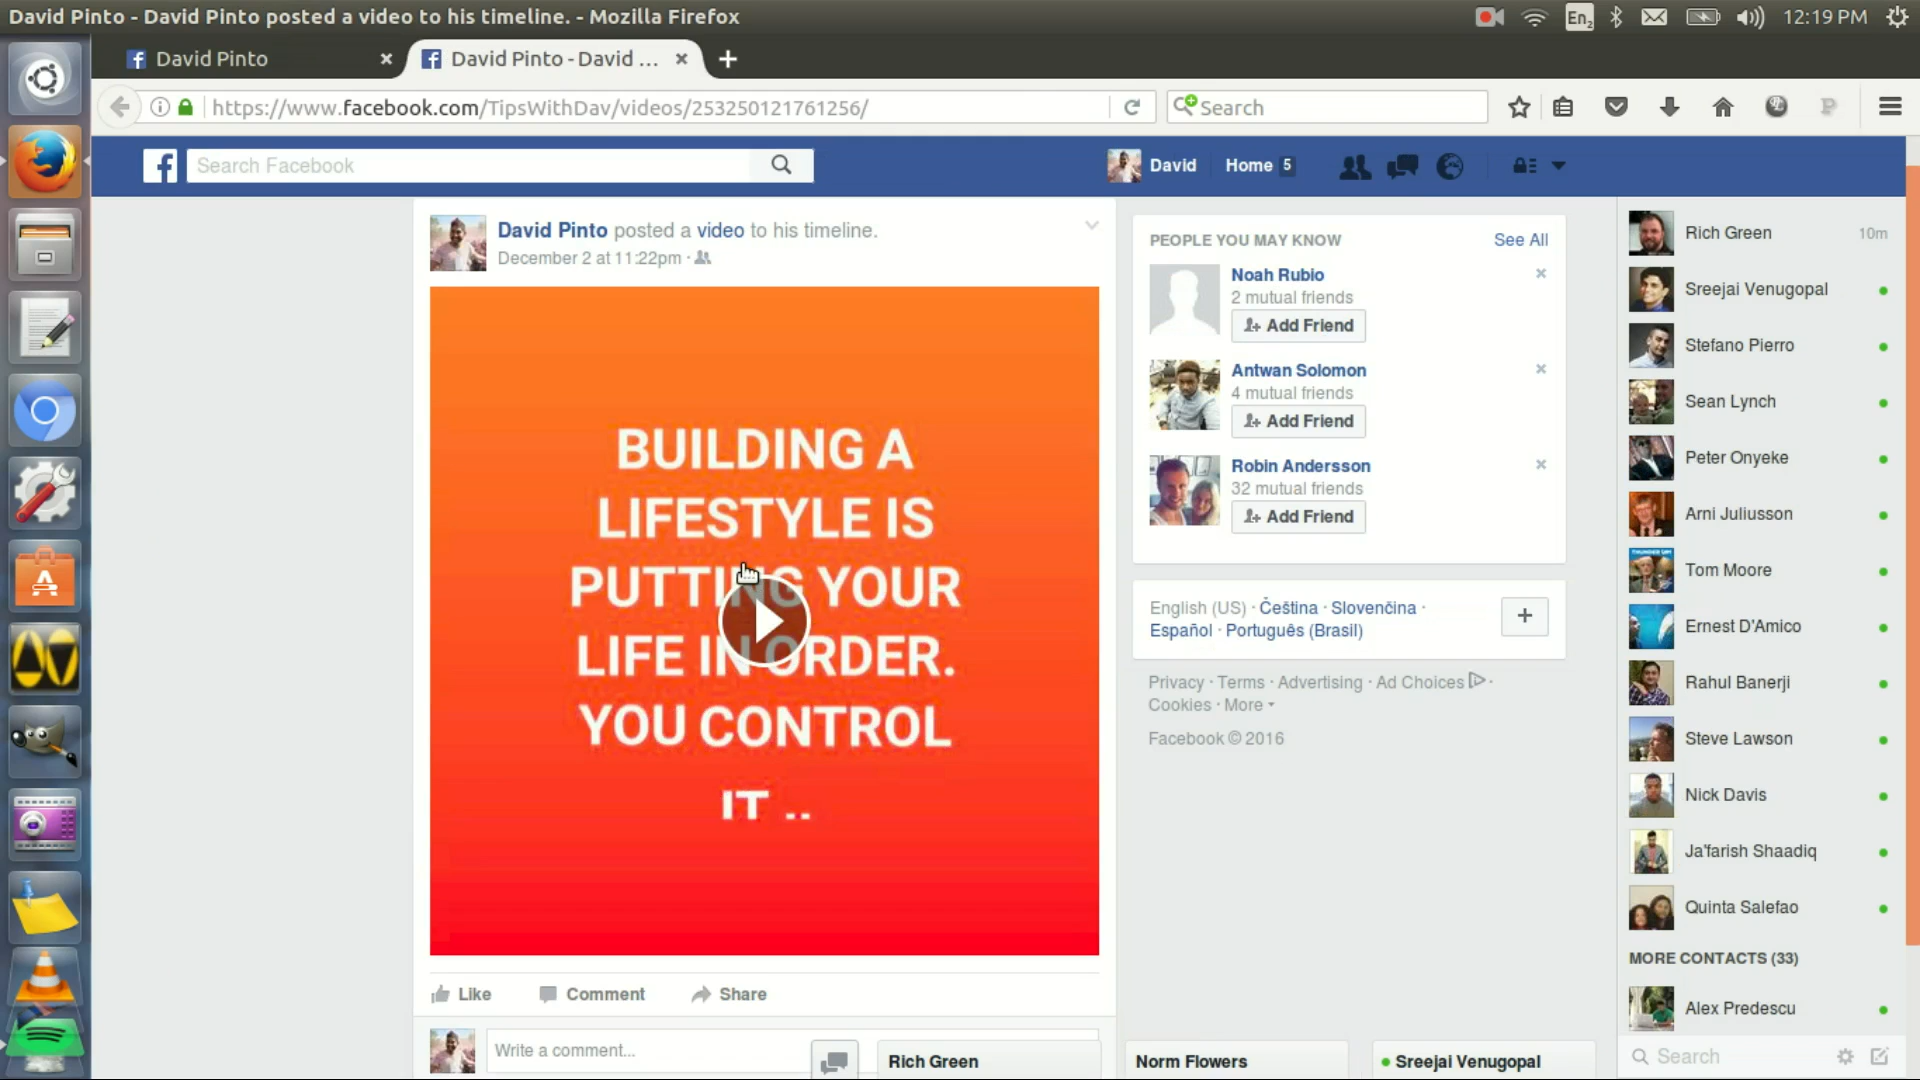 David Pinto - David Pinto posted a video to his timeline. - Mozilla Firefox
En2
12:19 PM
David Pinto
David Pinto - David ...
https://www.facebook.com/TipsWithDav/videos/253250121761256/
Search
Search Facebook
David
Home 5
David Pinto posted a video to his timeline.
December 2 at 11:22pm ·
BUILDING A
LIFESTYLE IS
PUTTING YOUR
LIFE IN ORDER.
YOU CONTROL
IT ..
Like
Comment
Share
Write a comment...
PEOPLE YOU MAY KNOW
See All
Noah Rubio
2 mutual friends
Add Friend
Antwan Solomon
4 mutual friends
Add Friend
Robin Andersson
32 mutual friends
Add Friend
English (US) · Čeština · Slovenčina ·
Español · Português (Brasil)
Privacy · Terms · Advertising · Ad Choices ·
Cookies · More
Facebook © 2016
Rich Green
10m
Sreejai Venugopal
Stefano Pierro
Sean Lynch
Peter Onyeke
Arni Juliusson
Tom Moore
Ernest D'Amico
Rahul Banerji
Steve Lawson
Nick Davis
Ja'farish Shaadiq
Quinta Salefao
MORE CONTACTS (33)
Alex Predescu
Search
Rich Green
Norm Flowers
Sreejai Venugopal